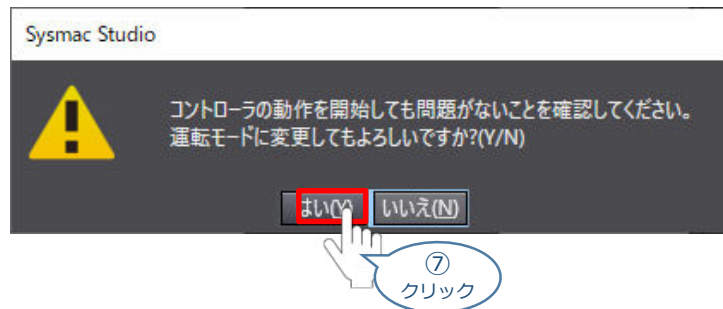 Sysmac Studio
コントローラの動作を開始しても問題がないことを確認してください。
運転モードに変更してもよろしいですか?(Y/N)
はい(Y) いいえ(N)
⑦
クリック